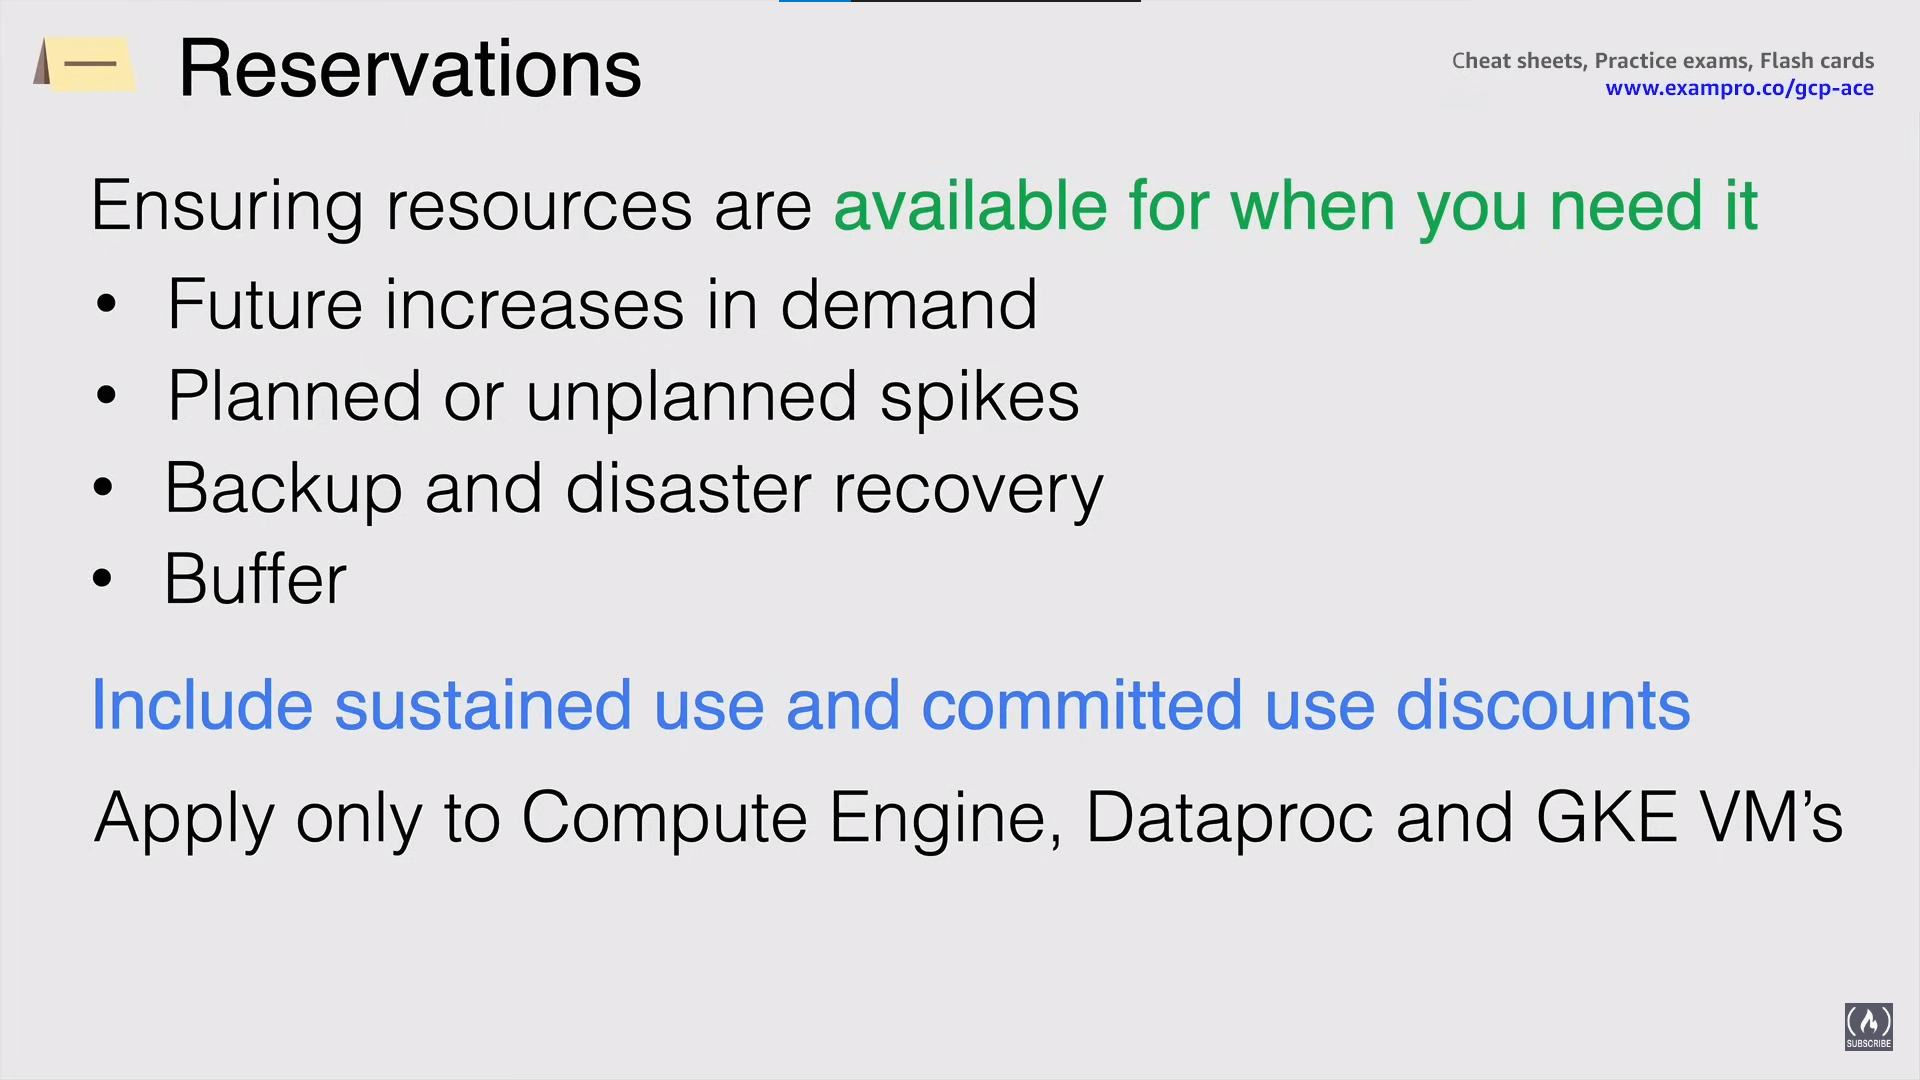 Reservations
Cheat sheets, Practice exams, Flash cards
www.exampro.co/gcp-ace
Ensuring resources are available for when you need it
• Future increases in demand
• Planned or unplanned spikes
• Backup and disaster recovery
• Buffer
Include sustained use and committed use discounts
Apply only to Compute Engine, Dataproc and GKE VM’s
SUBSCRIBE